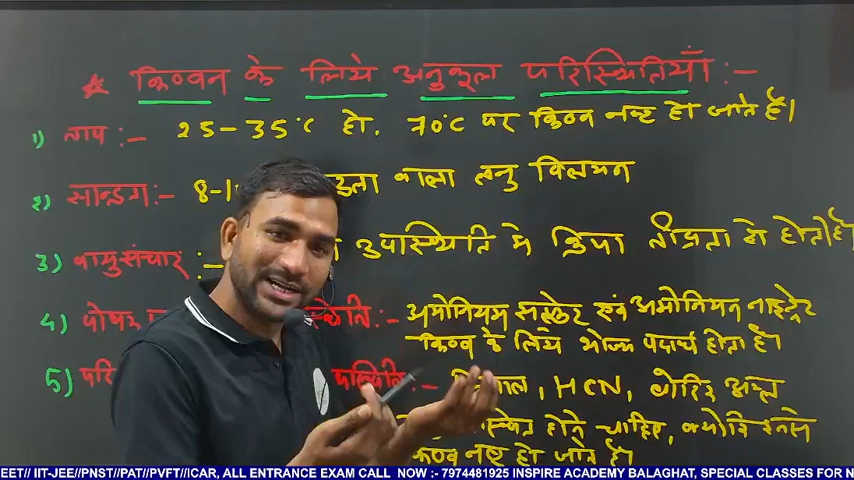 किण्वन के लिये अनुकूल परिस्थितियाँ :-
1) ताप :- 25-35°C हो. 70°C पर किण्व नष्ट हो जाते है।
2) सान्द्रता :- 8-1 वाला तनु विलयन
3) वायुसंचार :- उपस्थिति मे क्रिया तीव्रता से होती है
4) पोषक :- अमोनियम सल्फेट एवं अमोनियम नाइट्रेट
किण्व के लिये भोज्य पदार्थ होता है।
5) परि :- HCN, बोरिक अम्ल
होने चाहिए, क्योकि इनसे
किण्व नष्ट हो जाते है।
EET// IIT-JEE//PNST//PAT//PVFT//ICAR, ALL ENTRANCE EXAM CALL NOW :- 7974481925 INSPIRE ACADEMY BALAGHAT, SPECIAL CLASSES FOR N